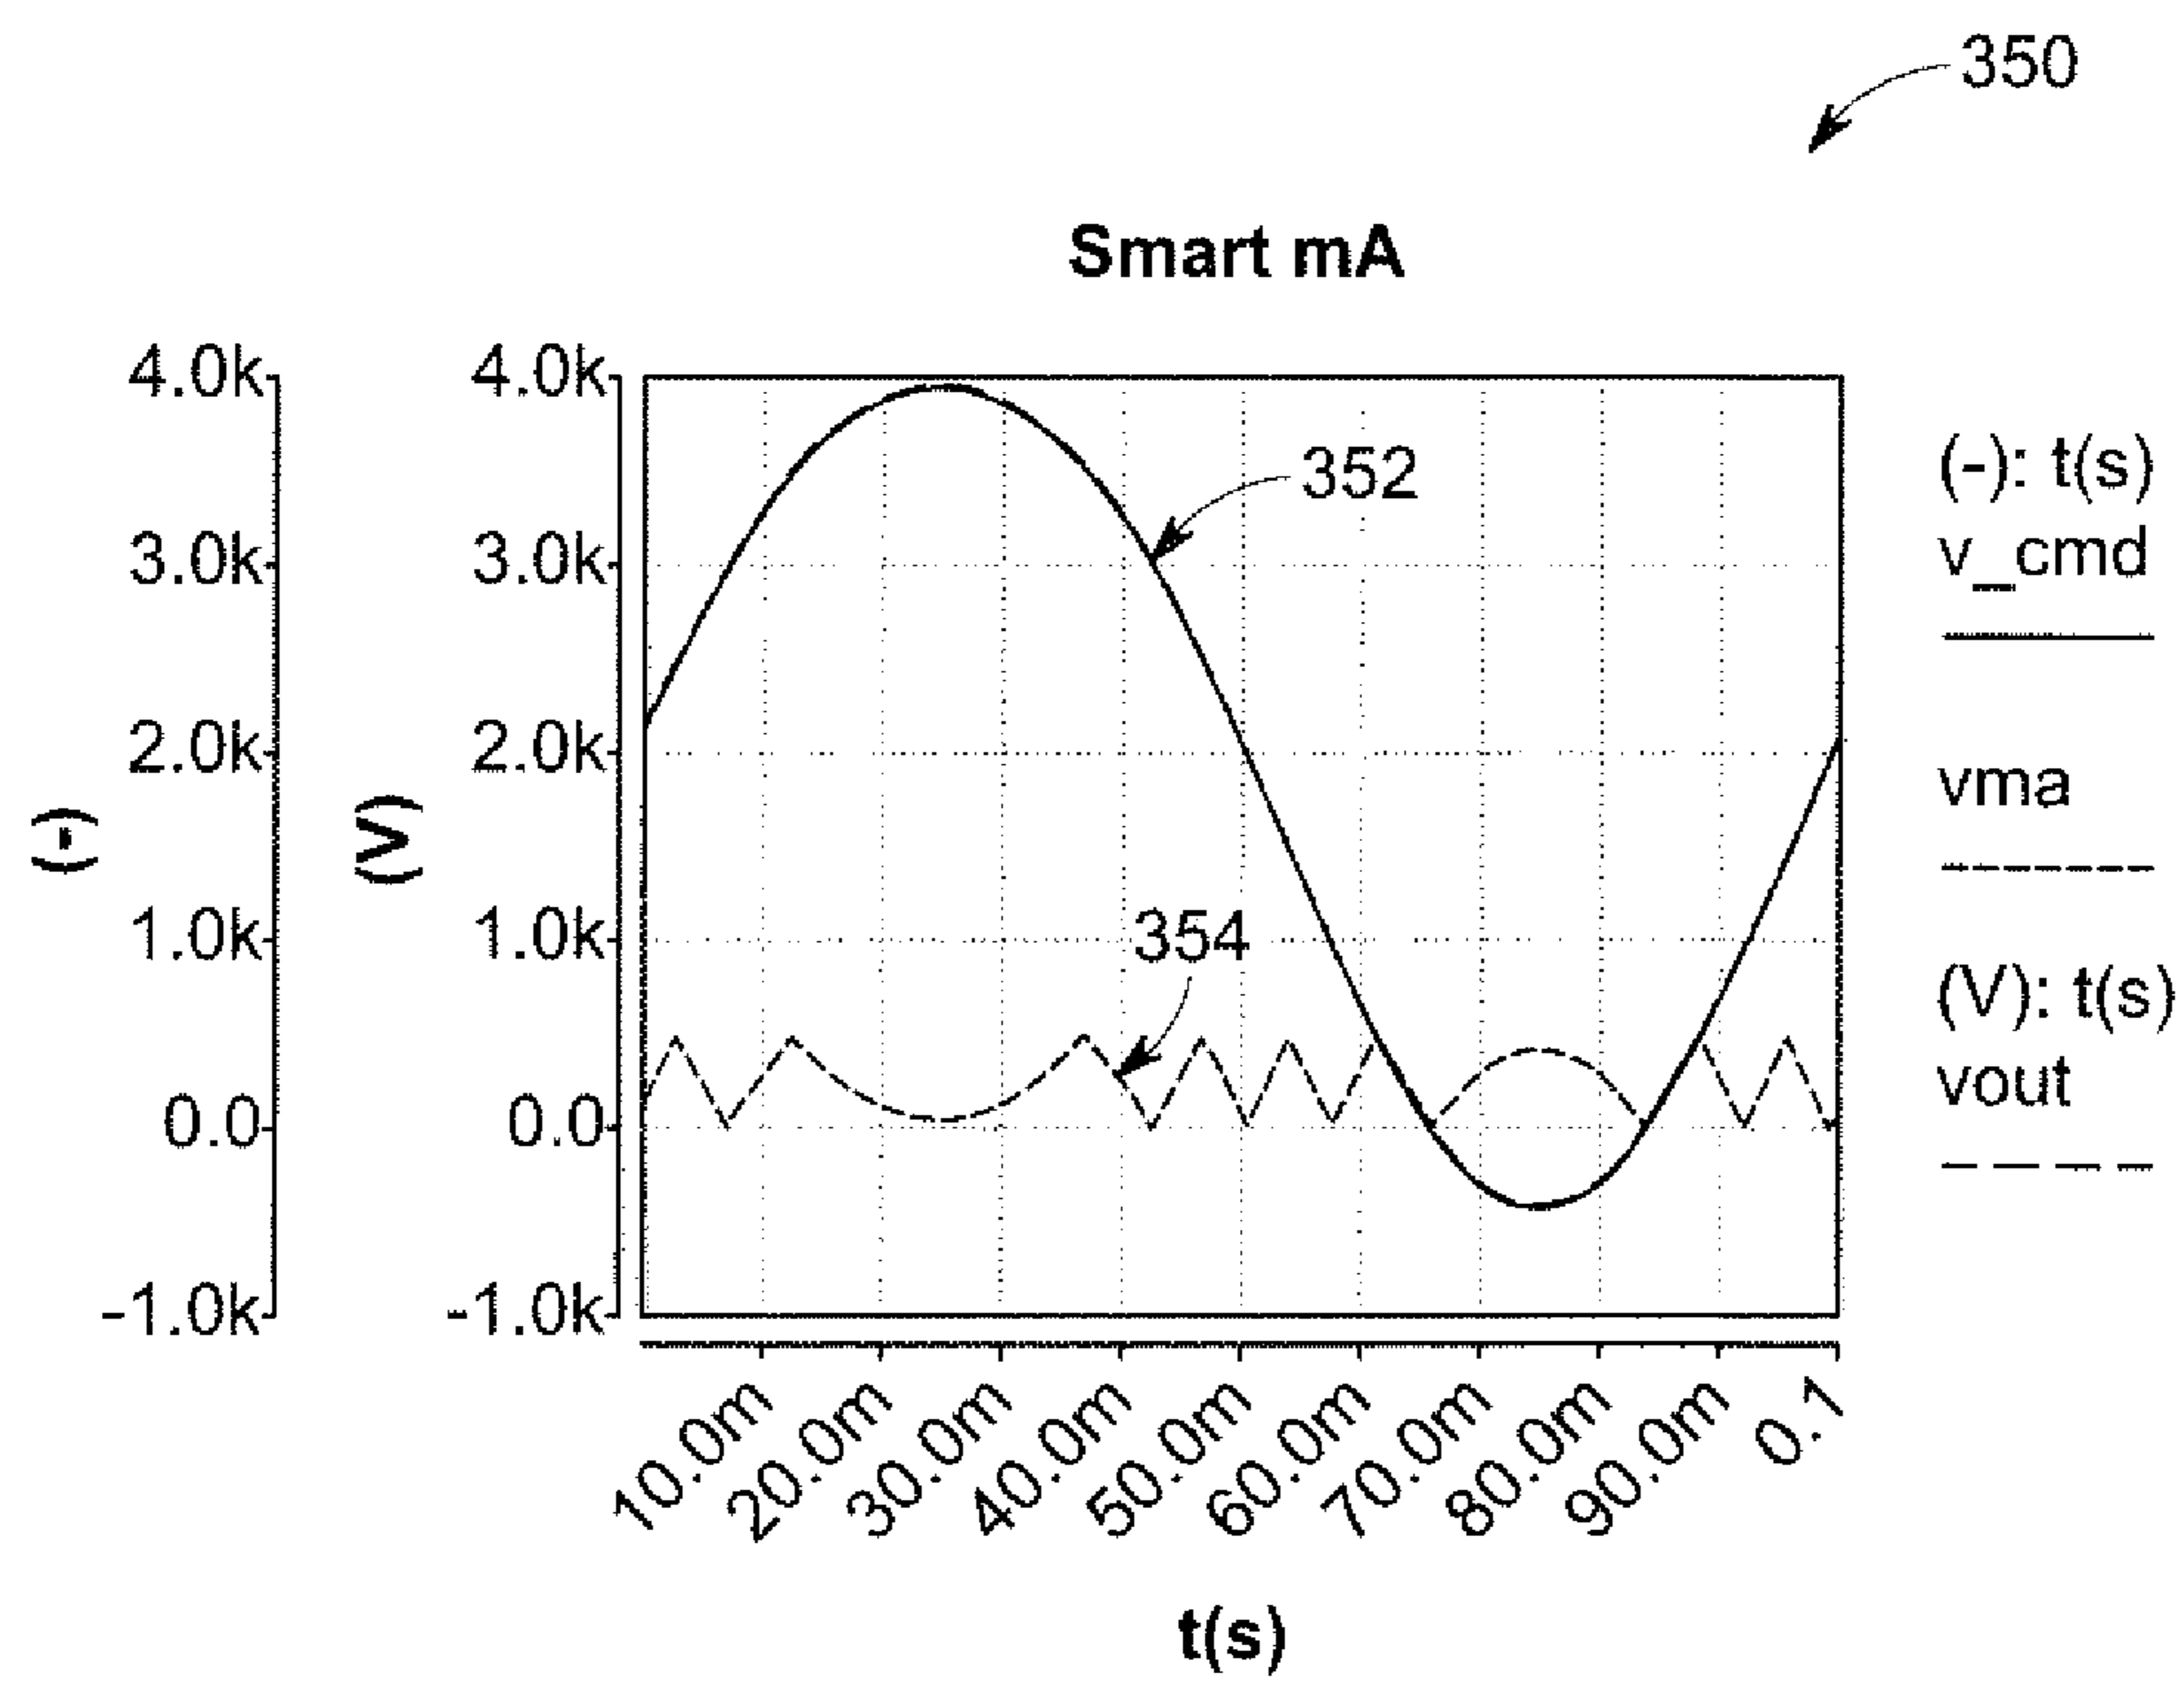 350
Smart mA
4.0k 4.0k
3.0k 3.0k
2.0k 2.0k
1.0k 1.0k
0.0 0.0
-1.0k -1.0k
(-)
(V)
352
354
(-): t(s)
v_cmd
vma
(V): t(s)
vout
10.0m 20.0m 30.0m 40.0m 50.0m 60.0m 70.0m 80.0m 90.0m 0.1
t(s)